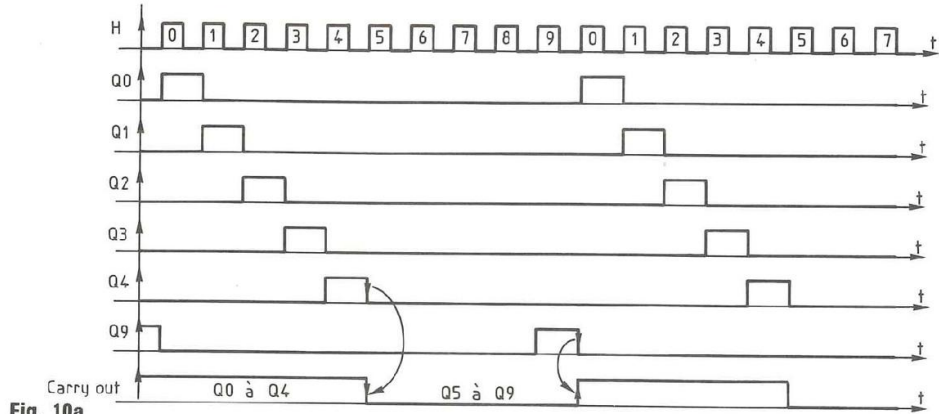 H 0 1 2 3 4 5 6 7 8 9 0 1 2 3 4 5 6 7 t
Q0 t
Q1 t
Q2 t
Q3 t
Q4 t
Q9 t
Carry out Q0 à Q4 Q5 à Q9 t
Fig. 10a